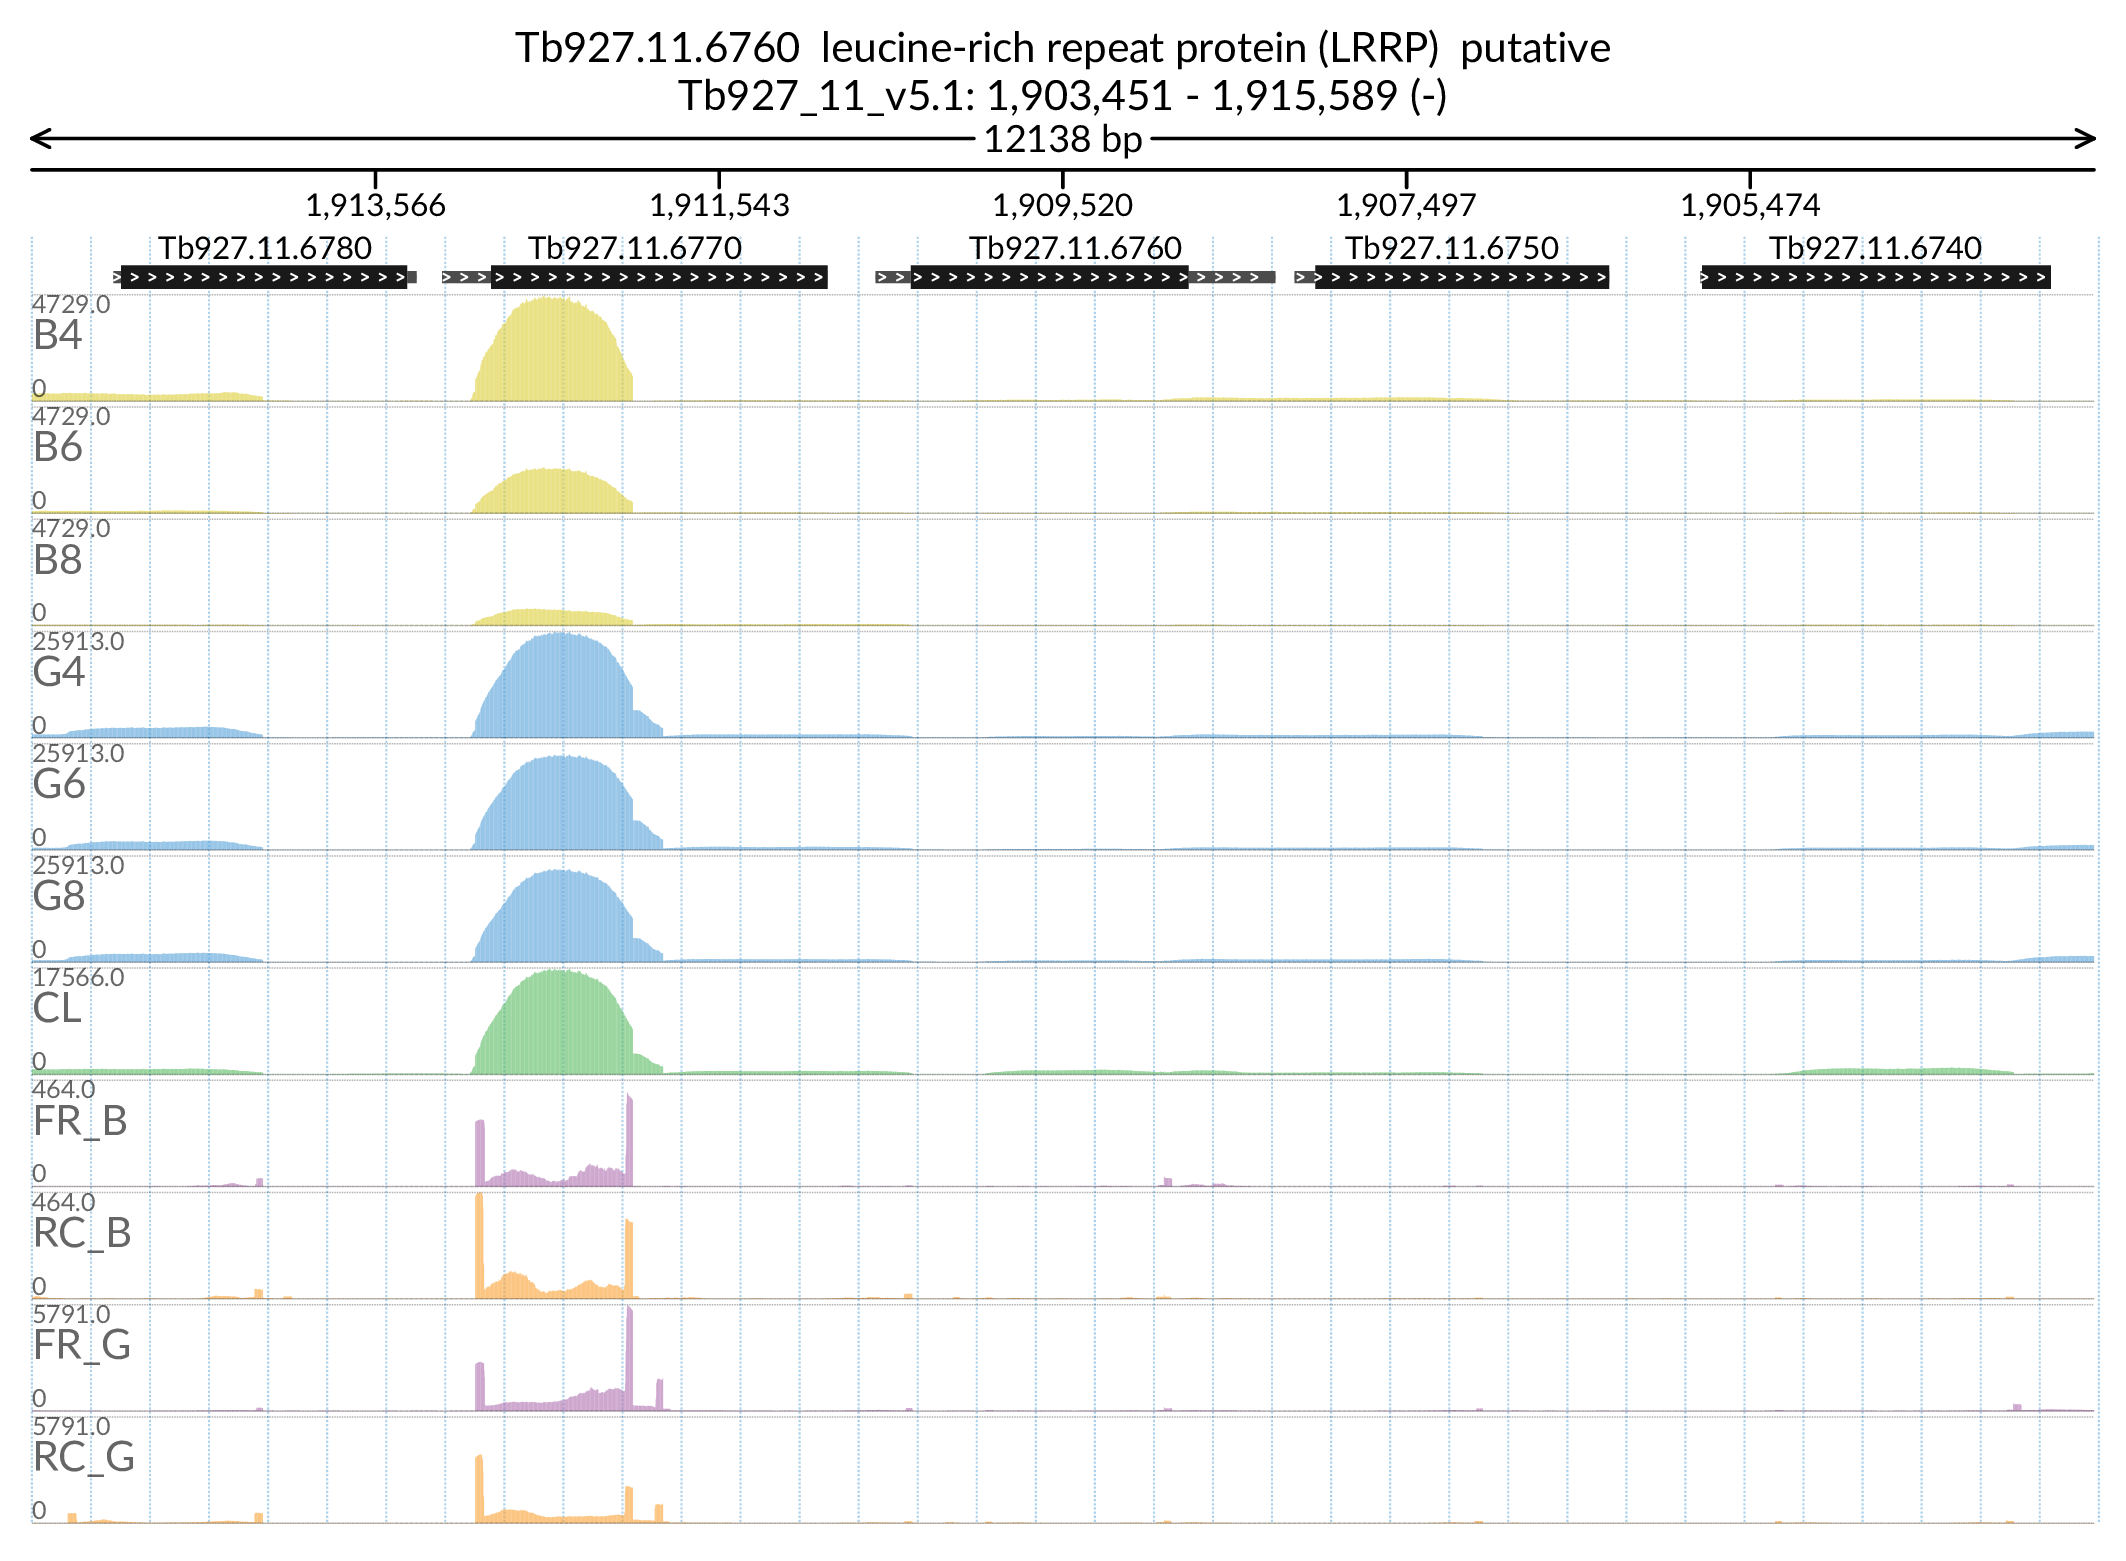 Tb927.11.6760 leucine-rich repeat protein (LRRP) putative
Tb927_11_v5.1: 1,903,451 - 1,915,589 (-)
12138 bp
1,913,566 1,911,543 1,909,520 1,907,497 1,905,474
Tb927.11.6780 Tb927.11.6770 Tb927.11.6760 Tb927.11.6750 Tb927.11.6740
4729.0
B4
0
4729.0
B6
0
4729.0
B8
0
25913.0
G4
0
25913.0
G6
0
25913.0
G8
0
17566.0
CL
0
464.0
FR_B
0
464.0
RC_B
0
5791.0
FR_G
0
5791.0
RC_G
0